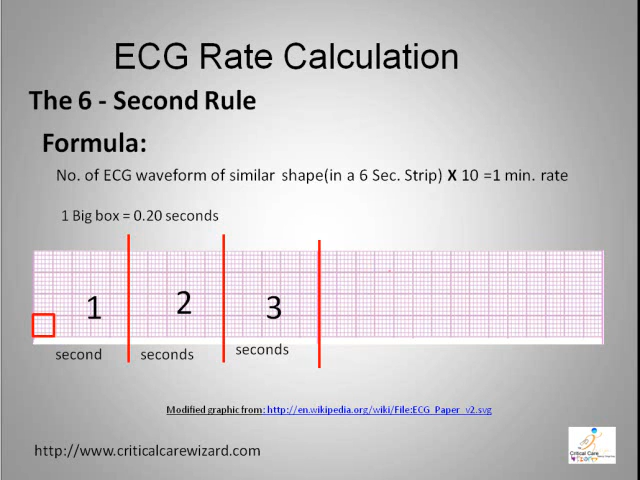 ECG Rate Calculation
The 6 - Second Rule
Formula:
No. of ECG waveform of similar shape(in a 6 Sec. Strip) X 10 =1 min. rate
1 Big box = 0.20 seconds
1 2 3
second seconds seconds
Modified graphic from: http://en.wikipedia.org/wiki/File:ECG_Paper_v2.svg
http://www.criticalcarewizard.com
Critical Care